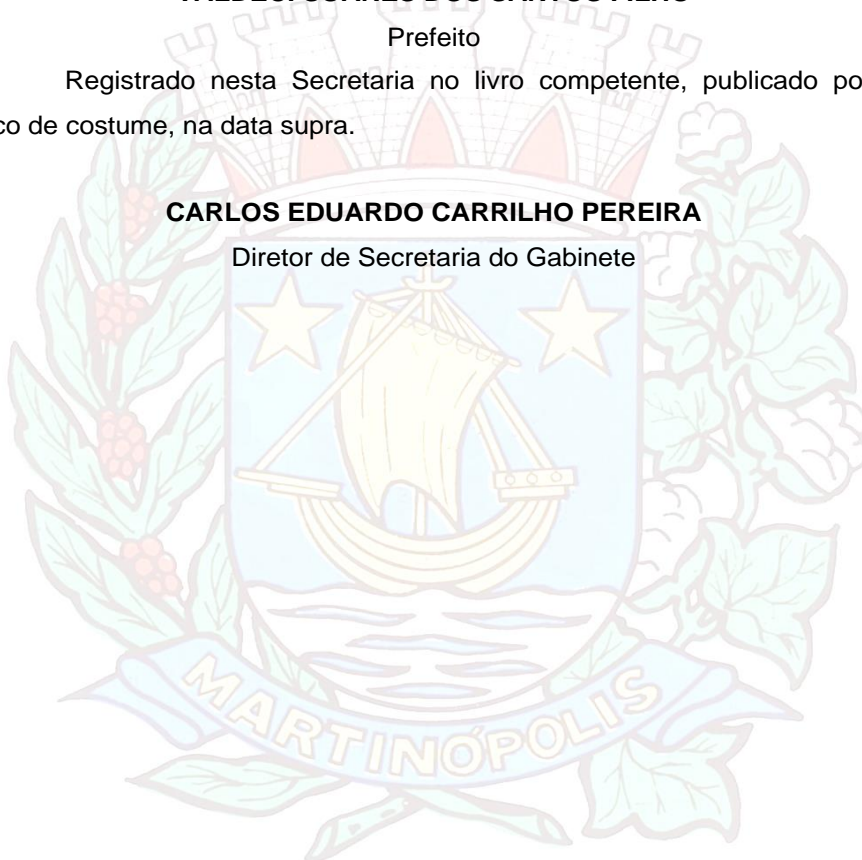 Prefeito
Registrado nesta Secretaria no livro competente, publicado po
co de costume, na data supra.
CARLOS EDUARDO CARRILHO PEREIRA
Diretor de Secretaria do Gabinete
MARTINÓPOLIS